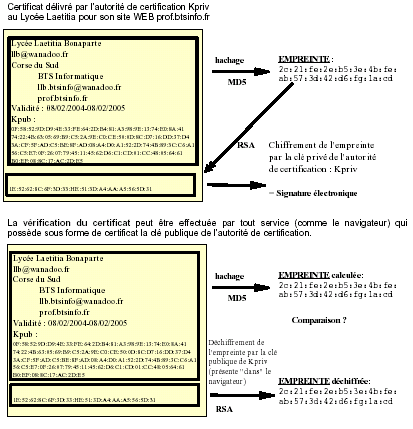 Certificat délivré par l'autorité de certification Kpriv
au Lycée Laetitia pour son site WEB prof.btsinfo.fr
Lycée Laetitia Bonaparte
llb@wanadoo.fr
Corse du Sud
BTS Informatique
llb.btsinfo@wanadoo.fr
prof.btsinfo.fr
Validité : 08/02/2004-08/02/2005
Kpub :
hachage
MD5
EMPREINTE :
2c:21:fe:2e:b5:3e:4b:fe:
ab:57:3d:42:d6:fg:1a:cd
RSA
Chiffrement de l'empreinte
par la clé privé de l'autorité
de certification : Kpriv
= Signature électronique
La vérification du certificat peut être effectuée par tout service (comme le navigateur) qui
possède sous forme de certificat la clé publique de l'autorité de certification.
Lycée Laetitia Bonaparte
llb@wanadoo.fr
Corse du Sud
BTS Informatique
llb.btsinfo@wanadoo.fr
prof.btsinfo.fr
Validité : 08/02/2004-08/02/2005
Kpub :
hachage
MD5
EMPREINTE calculée:
2c:21:fe:2e:b5:3e:4b:fe:
ab:57:3d:42:d6:fg:1a:cd
Comparaison ?
Déchiffrement de
l'empreinte par la clé
publique de Kpriv
(présente "dans" le
navigateur)
RSA
EMPREINTE déchiffrée:
2c:21:fe:2e:b5:3e:4b:fe:
ab:57:3d:42:d6:fg:1a:cd